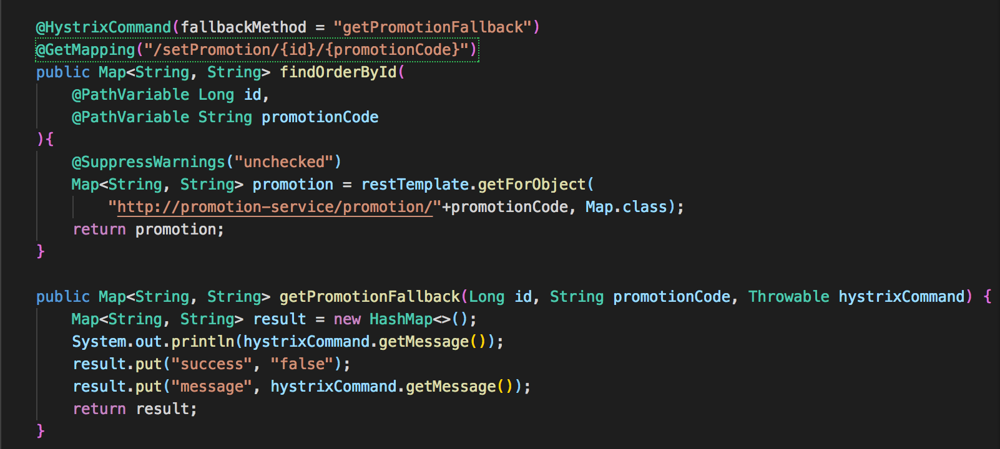 @HystrixCommand(fallbackMethod = "getPromotionFallback")
@GetMapping("/setPromotion/{id}/{promotionCode}")
public Map<String, String> findOrderById(
    @PathVariable Long id,
    @PathVariable String promotionCode
){
    @SuppressWarnings("unchecked")
    Map<String, String> promotion = restTemplate.getForObject(
        "http://promotion-service/promotion/"+promotionCode, Map.class);
    return promotion;
}

public Map<String, String> getPromotionFallback(Long id, String promotionCode, Throwable hystrixCommand) {
    Map<String, String> result = new HashMap<>();
    System.out.println(hystrixCommand.getMessage());
    result.put("success", "false");
    result.put("message", hystrixCommand.getMessage());
    return result;
}